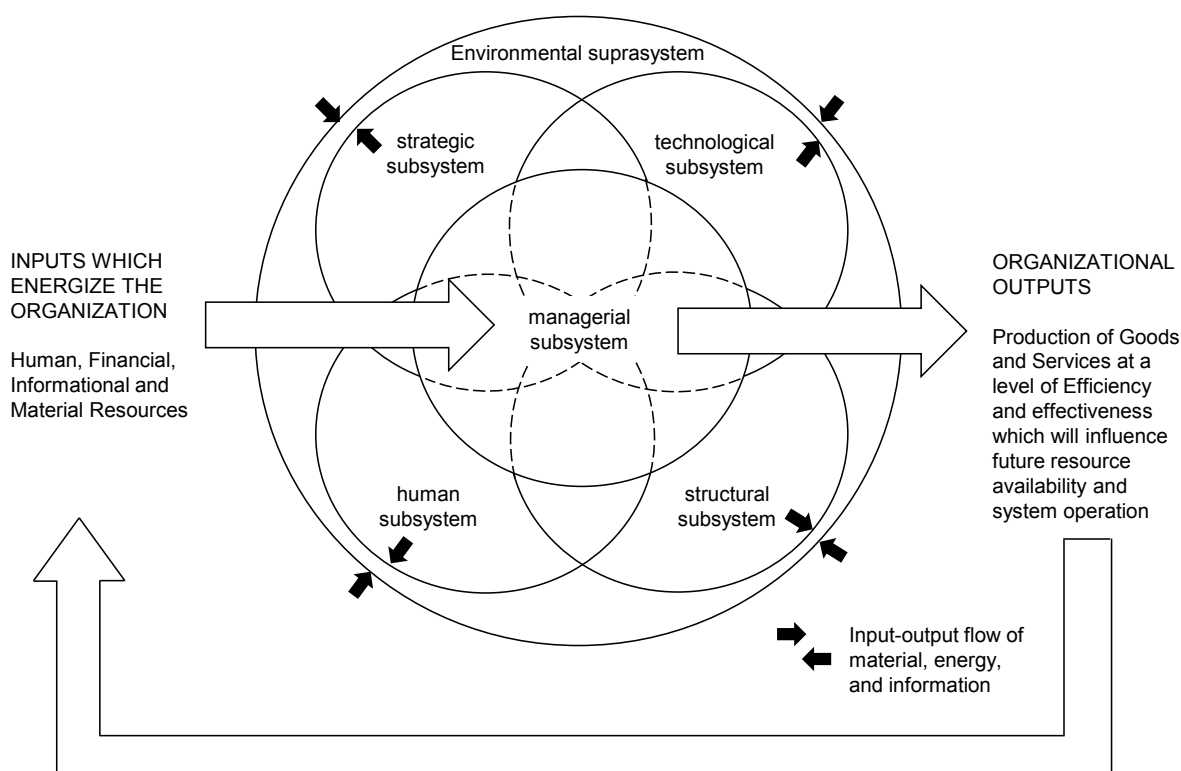 Environmental suprasystem
strategic
subsystem
technological
subsystem
INPUTS WHICH
ENERGIZE THE
ORGANIZATION
Human, Financial,
Informational and
Material Resources
managerial
subsystem
ORGANIZATIONAL
OUTPUTS
Production of Goods
and Services at a
level of Efficiency
and effectiveness
which will influence
future resource
availability and
system operation
human
subsystem
structural
subsystem
Input-output flow of
material, energy,
and information